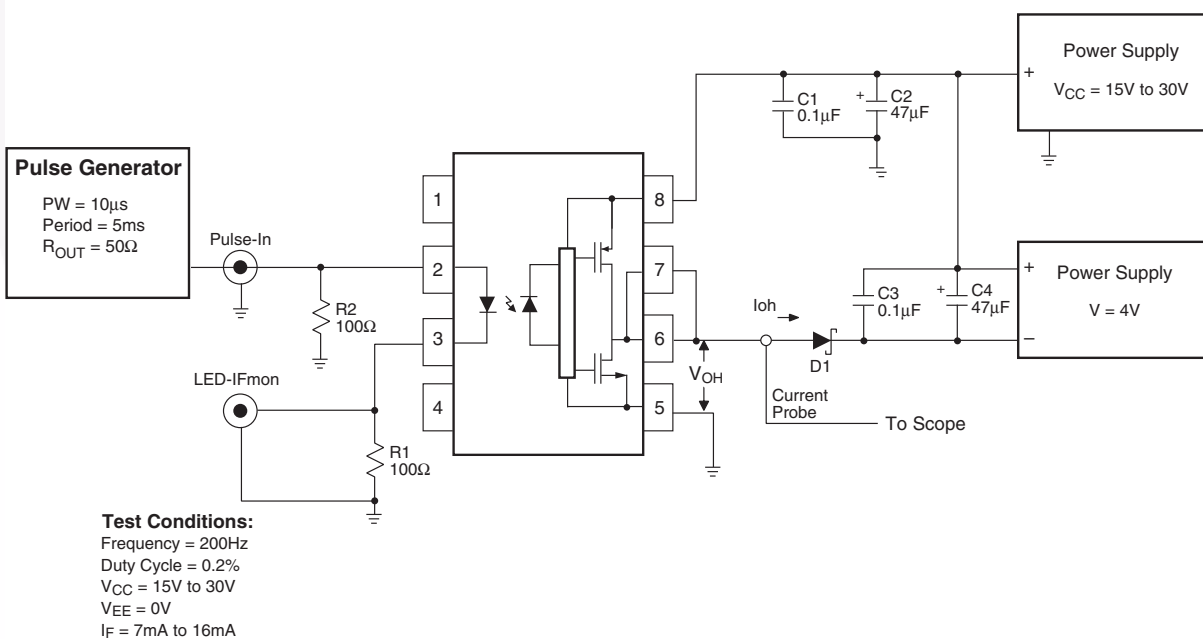 Pulse Generator
PW = 10μs
Period = 5ms
ROUT = 50Ω
Pulse-In
R2
100Ω
LED-IFmon
R1
100Ω
1
2
3
4
8
7
6
5
VOH
Ioh
D1
Current
Probe
To Scope
C1
0.1μF
+
C2
47μF
C3
0.1μF
+
C4
47μF
Power Supply
+
VCC = 15V to 30V
Power Supply
+
V = 4V
–
Test Conditions:
Frequency = 200Hz
Duty Cycle = 0.2%
VCC = 15V to 30V
VEE = 0V
IF = 7mA to 16mA